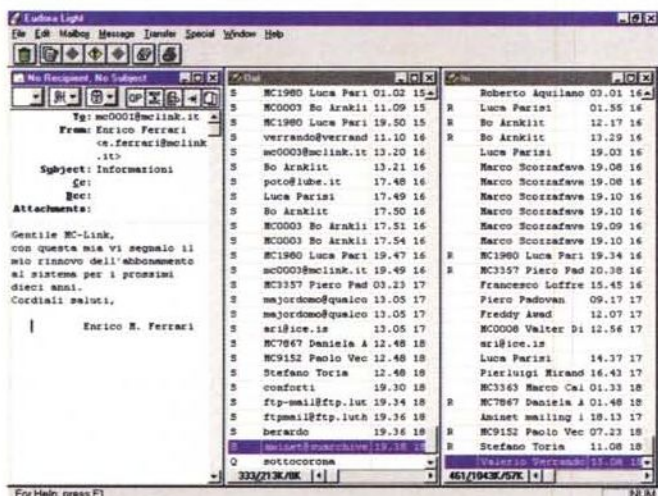 Eudora Light
File Edit Mailbox Message Transfer Special Window Help
No Recipient, No Subject
QP
To: mc0001@mclink.it
From: Enrico Ferrari
<e.ferrari@mclink
.it>
Subject: Informazioni
Cc:
Bcc:
Attachments:
Gentile MC-Link,
con questa mia vi segnalo il
mio rinnovo dell'abbonamento
al sistema per i prossimi
dieci anni.
Cordiali saluti,
Enrico M. Ferrari
Out
S MC1980 Luca Pari 01.02 15
S MC0003 Bo Arnkli 11.09 15
S MC1980 Luca Pari 19.50 15
S verrando@verrand 11.10 16
S mc0003@mclink.it 13.20 16
S Bo Arnklit 13.21 16
S poto@lube.it 17.48 16
S Luca Parisi 17.49 16
S Bo Arnklit 17.50 16
S MC0003 Bo Arnkli 17.51 16
S MC0003 Bo Arnkli 17.54 16
S MC1980 Luca Pari 19.47 16
S mc0003@mclink.it 19.49 16
S MC3357 Piero Pad 03.23 17
S majordomo@qualco 13.05 17
S majordomo@qualco 13.05 17
S ari@ice.is 13.05 17
S MC7867 Daniela A 12.48 18
S MC9152 Paolo Vec 12.48 18
S Stefano Toria 12.48 18
S conforti 19.30 18
S ftp-mail@ftp.lut 19.34 18
S ftpmail@ftp.luth 19.36 18
S berardo 19.36 18
S aminet@wuarchive 19.38 18
Q sottocorona
333/213K/0K
In
Roberto Aquilano 03.01 16
R Luca Parisi 01.55 16
R Bo Arnklit 12.17 16
R Bo Arnklit 13.29 16
Luca Parisi 19.03 16
Marco Scozzafava 19.08 16
Marco Scozzafava 19.08 16
Marco Scozzafava 19.10 16
Marco Scozzafava 19.10 16
Marco Scozzafava 19.09 16
Marco Scozzafava 19.10 16
R MC1980 Luca Pari 19.34 16
R MC3357 Piero Pad 20.38 16
Francesco Loffre 15.45 16
Piero Padovan 09.17 17
Freddy Awad 12.07 17
MC0008 Valter Di 12.56 17
ari@ice.is
Luca Parisi 14.37 17
Pierluigi Mirand 16.43 17
MC3363 Marco Cal 01.33 18
R MC7867 Daniela A 01.48 18
Aminet mailing l 18.13 17
R MC9152 Paolo Vec 07.23 18
R Stefano Toria 11.08 18
Valerio Verrando
461/1043K/57K
For Help, press F1
NUM